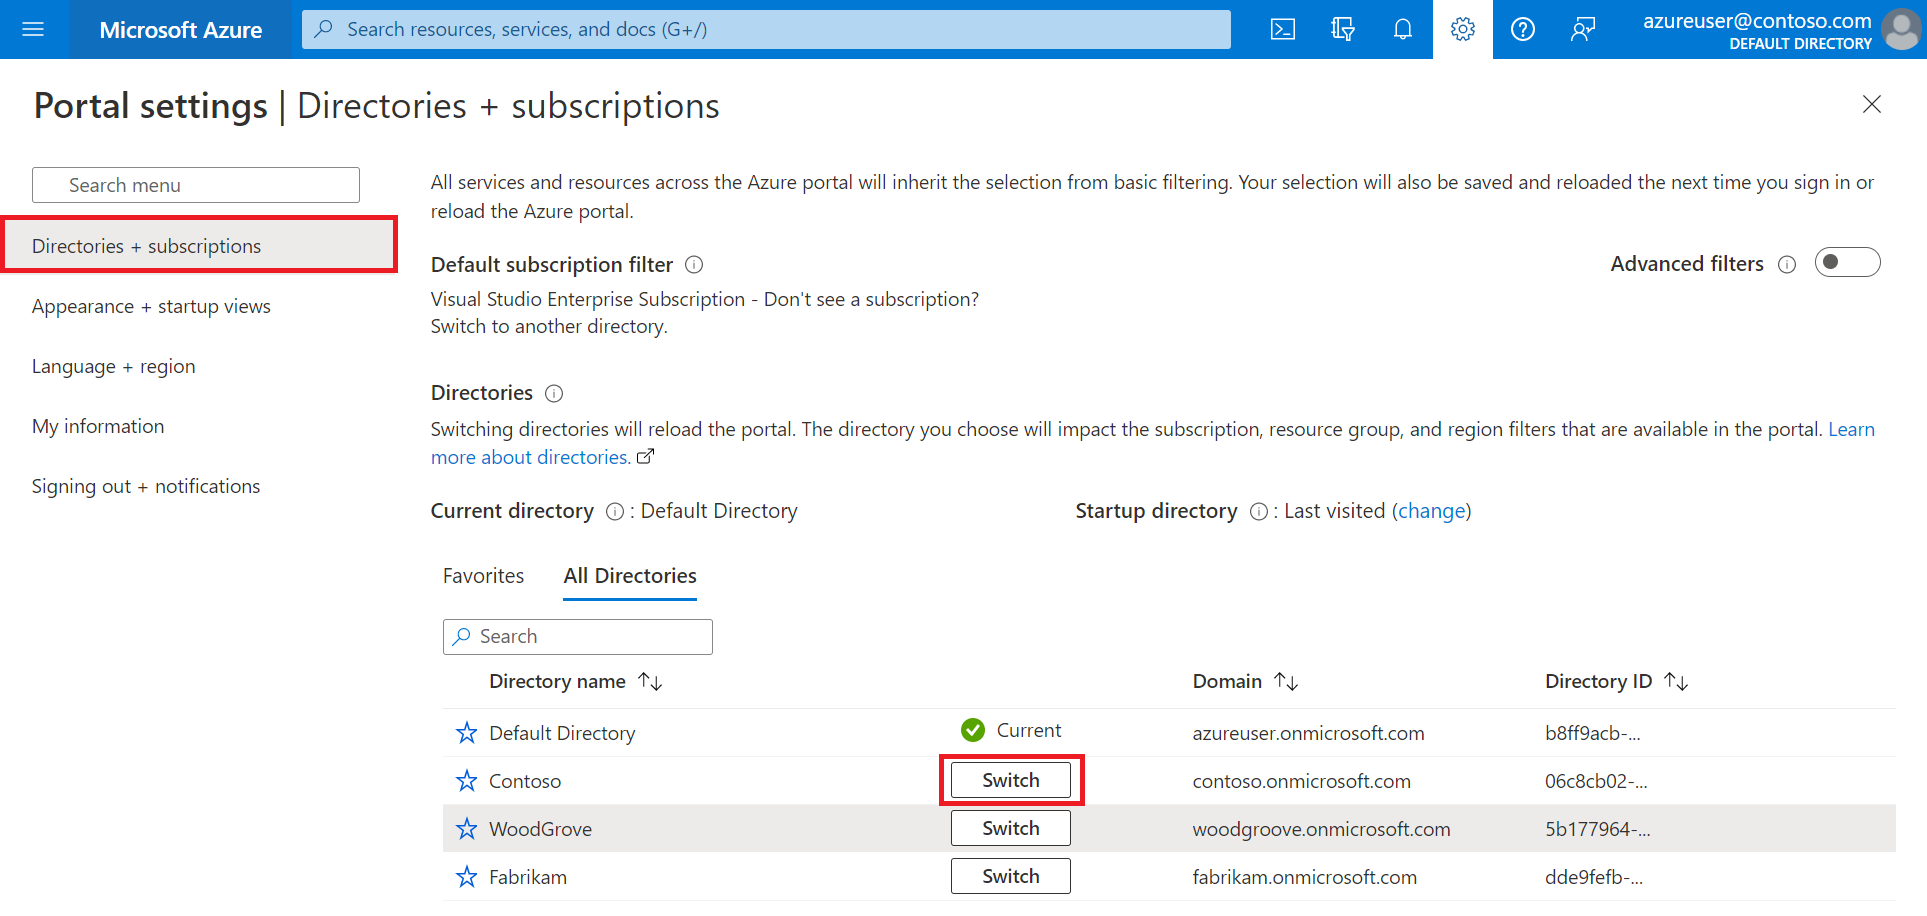 Microsoft Azure
Search resources, services, and docs (G+/)
azureuser@contoso.com
DEFAULT DIRECTORY
Portal settings | Directories + subscriptions
Search menu
Directories + subscriptions
Appearance + startup views
Language + region
My information
Signing out + notifications
All services and resources across the Azure portal will inherit the selection from basic filtering. Your selection will also be saved and reloaded the next time you sign in or
reload the Azure portal.
Default subscription filter
Advanced filters
Visual Studio Enterprise Subscription - Don't see a subscription?
Switch to another directory.
Directories
Switching directories will reload the portal. The directory you choose will impact the subscription, resource group, and region filters that are available in the portal. Learn
more about directories.
Current directory : Default Directory
Startup directory : Last visited (change)
Favorites
All Directories
Search
Directory name
Domain
Directory ID
Default Directory
Current
azureuser.onmicrosoft.com
b8ff9acb-...
Contoso
Switch
contoso.onmicrosoft.com
06c8cb02-...
WoodGrove
Switch
woodgroove.onmicrosoft.com
5b177964-...
Fabrikam
Switch
fabrikam.onmicrosoft.com
dde9fefb-...